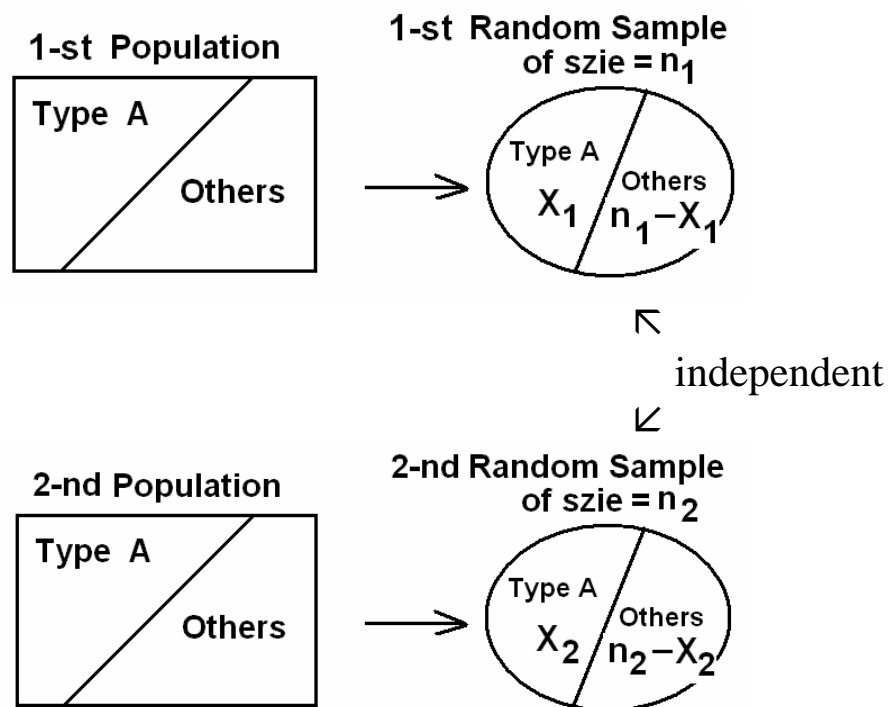 1-st Population
Type A
Others
1-st Random Sample
of szie = n₁
Type A
X₁
Others
n₁–X₁
independent
2-nd Population
Type A
Others
2-nd Random Sample
of szie = n₂
Type A
X₂
Others
n₂–X₂